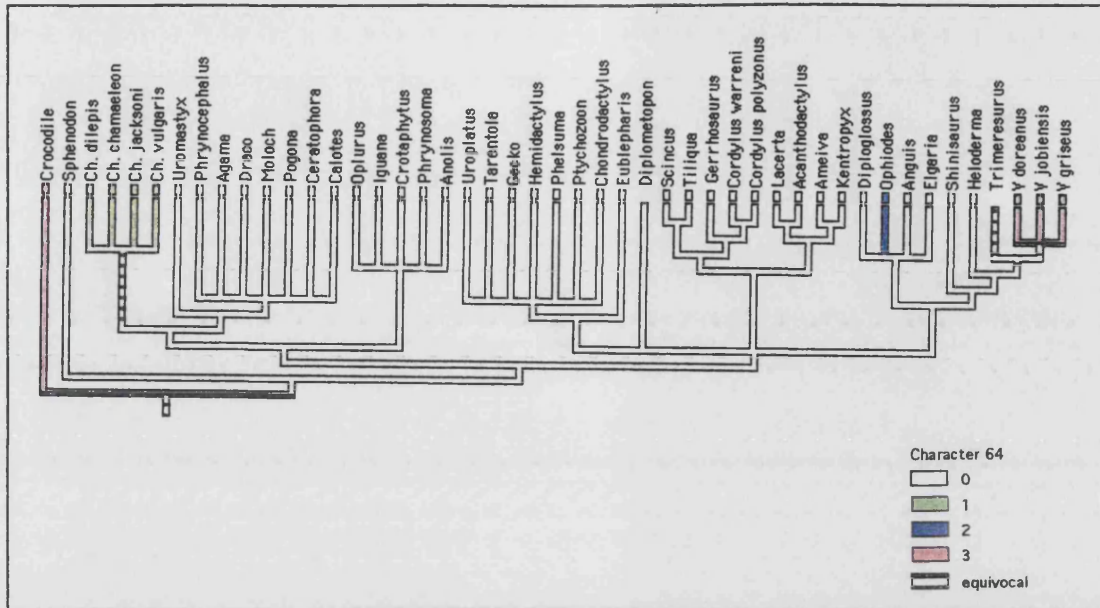 Crocodile
Sphenodon
Ch. dilepis
Ch. chamaeleon
Ch. jacksoni
Ch. vulgaris
Uromastyx
Phrynocephalus
Agama
Draco
Moloch
Pogona
Ceratophora
Calotes
Oplurus
Iguana
Crotaphytus
Phrynosoma
Anolis
Uroplatus
Tarentola
Gecko
Hemidactylus
Phelsuma
Ptychozoon
Chondrodactylus
Eublepharis
Diplometopon
Scincus
Tiliqua
Gerrhosaurus
Cordylus warreni
Cordylus polyzonus
Lacerta
Acanthodactylus
Ameiva
Kentropyx
Diploglossus
Ophiodes
Anguis
Elgeria
Shinisaurus
Heloderma
Trimeresurus
V doreanus
V jobiensis
V griseus
Character 64
0
1
2
3
equivocal